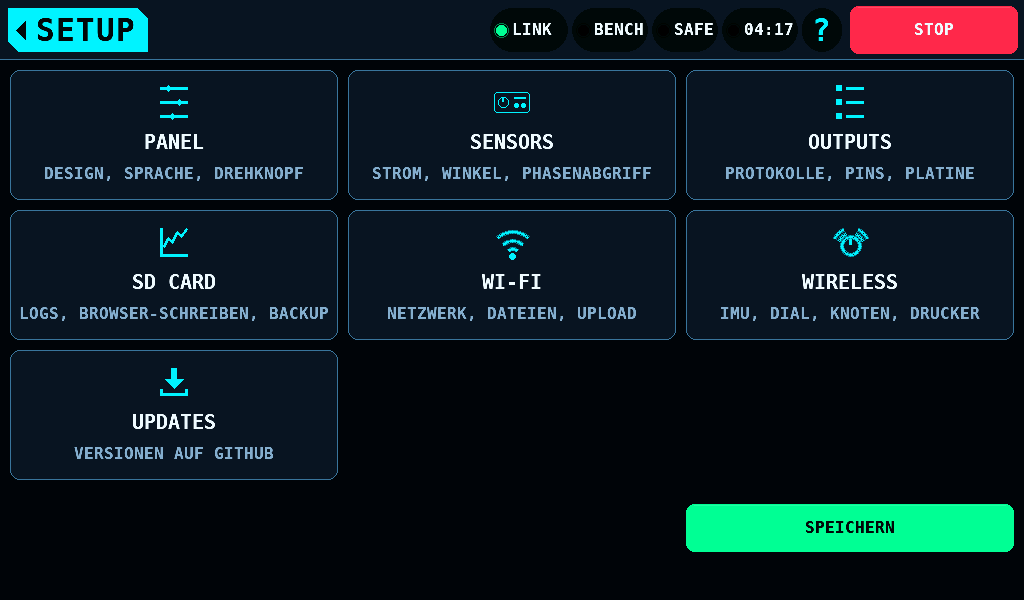 SETUP
LINK BENCH SAFE 04:17 ? STOP
PANEL
DESIGN, SPRACHE, DREHKNOPF
SENSORS
STROM, WINKEL, PHASENABGRIFF
OUTPUTS
PROTOKOLLE, PINS, PLATINE
SD CARD
LOGS, BROWSER-SCHREIBEN, BACKUP
WI-FI
NETZWERK, DATEIEN, UPLOAD
WIRELESS
IMU, DIAL, KNOTEN, DRUCKER
UPDATES
VERSIONEN AUF GITHUB
SPEICHERN